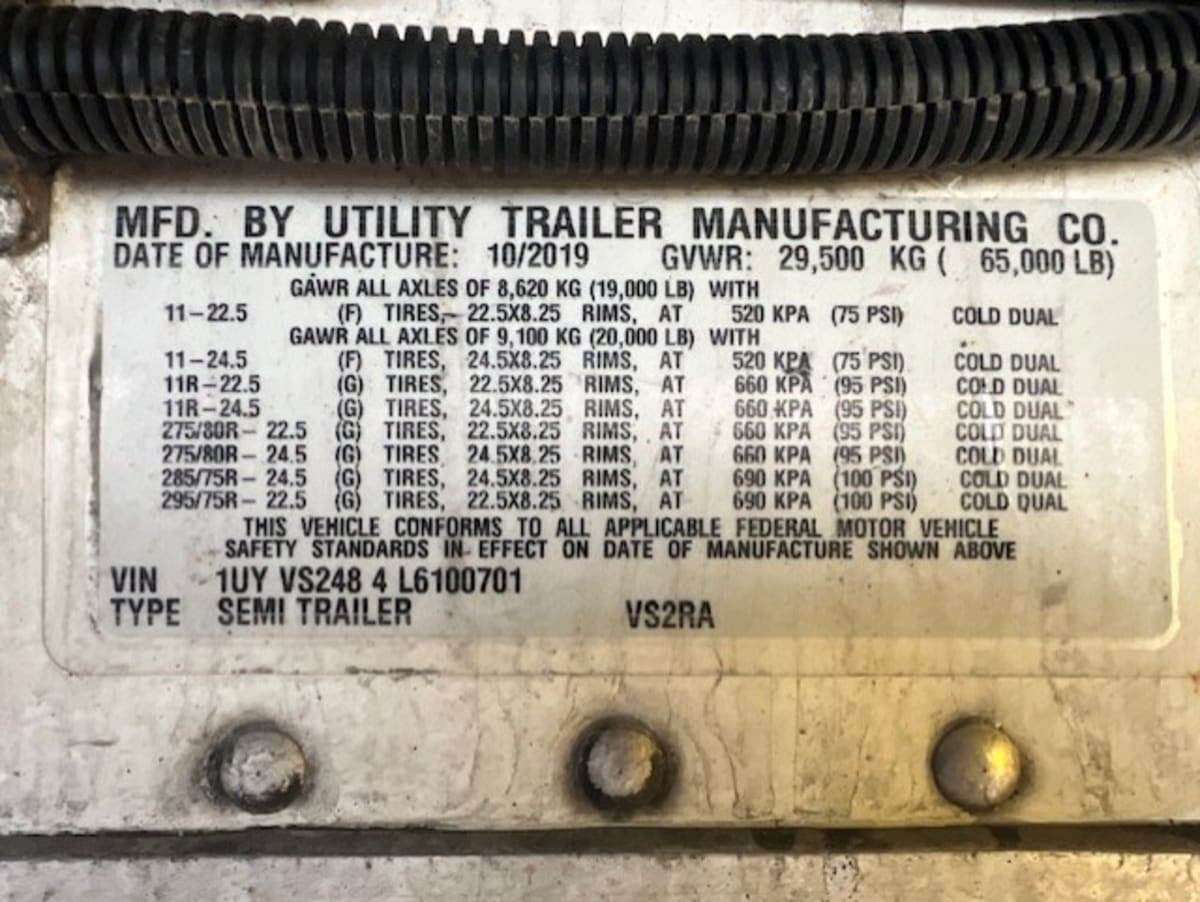 MFD. BY UTILITY TRAILER MANUFACTURING CO.
DATE OF MANUFACTURE: 10/2019 GVWR: 29,500 KG ( 65,000 LB)
GAWR ALL AXLES OF 8,620 KG (19,000 LB) WITH
11-22.5 (F) TIRES, 22.5X8.25 RIMS, AT 520 KPA (75 PSI) COLD DUAL
GAWR ALL AXLES OF 9,100 KG (20,000 LB) WITH
11-24.5 (F) TIRES, 24.5X8.25 RIMS, AT 520 KPA (75 PSI) COLD DUAL
11R-22.5 (G) TIRES, 22.5X8.25 RIMS, AT 660 KPA (95 PSI) COLD DUAL
11R-24.5 (G) TIRES, 24.5X8.25 RIMS, AT 660 KPA (95 PSI) COLD DUAL
275/80R- 22.5 (G) TIRES, 22.5X8.25 RIMS, AT 660 KPA (95 PSI) COLD DUAL
275/80R- 24.5 (G) TIRES, 24.5X8.25 RIMS, AT 660 KPA (95 PSI) COLD DUAL
285/75R- 24.5 (G) TIRES, 24.5X8.25 RIMS, AT 690 KPA (100 PSI) COLD DUAL
295/75R- 22.5 (G) TIRES, 22.5X8.25 RIMS, AT 690 KPA (100 PSI) COLD DUAL
THIS VEHICLE CONFORMS TO ALL APPLICABLE FEDERAL MOTOR VEHICLE
SAFETY STANDARDS IN EFFECT ON DATE OF MANUFACTURE SHOWN ABOVE
VIN 1UY VS248 4 L6100701
TYPE SEMI TRAILER VS2RA